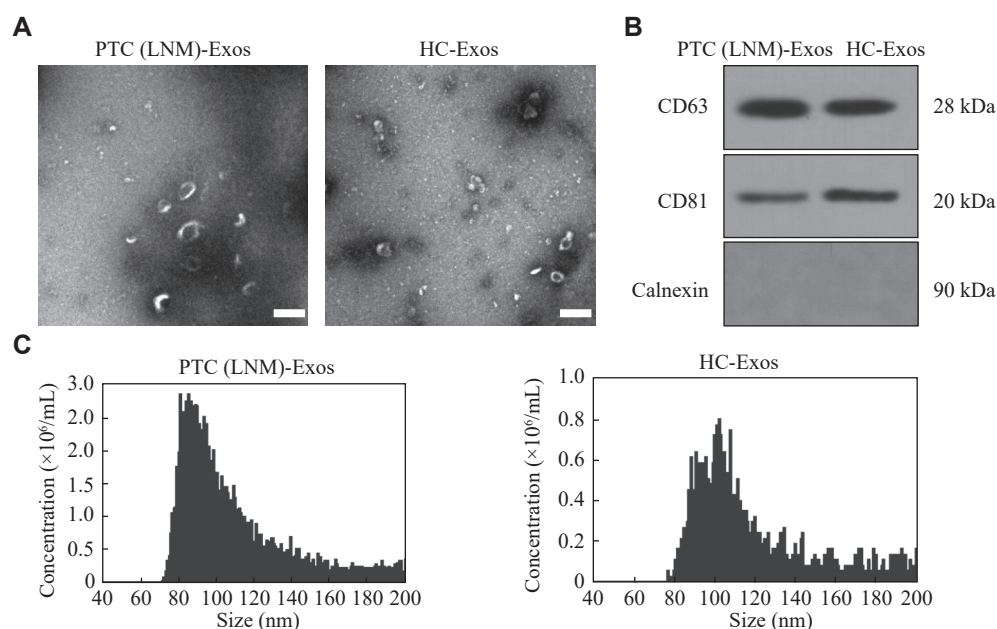 A
PTC (LNM)-Exos
HC-Exos
B
PTC (LNM)-Exos HC-Exos
CD63
28 kDa
CD81
20 kDa
Calnexin
90 kDa
C
PTC (LNM)-Exos
Concentration (×10⁶/mL)
3.0
2.0
1.5
1.0
0.5
0
40 60 80 100 120 140 160 180 200
Size (nm)
HC-Exos
Concentration (×10⁶/mL)
1.0
0.8
0.6
0.4
0.2
0
40 60 80 100 120 140 160 180 200
Size (nm)